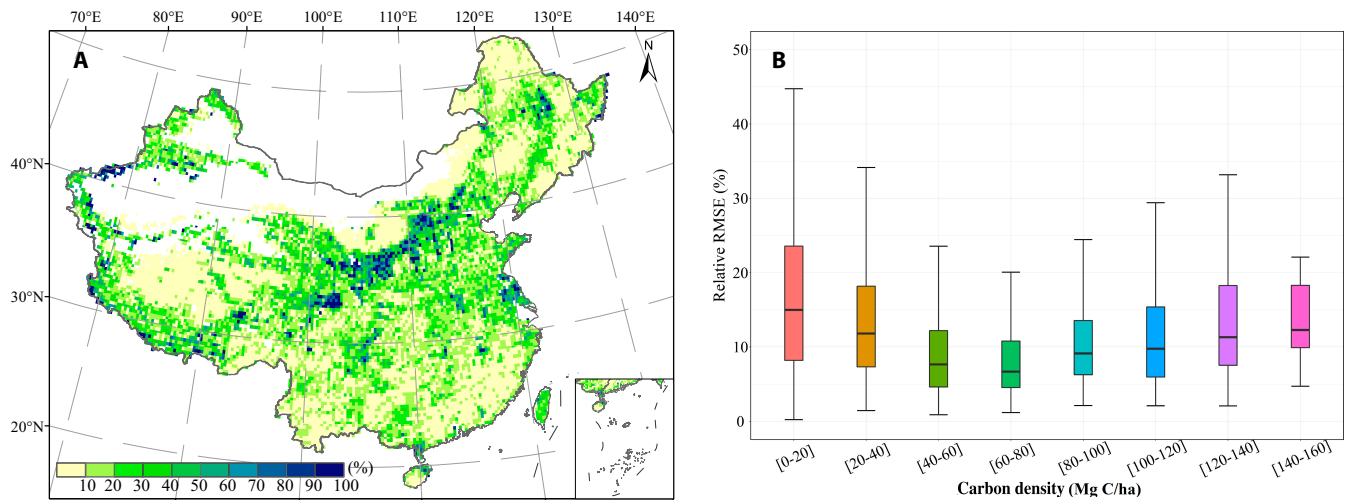 70°E 80°E 90°E 100°E 110°E 120°E 130°E 140°E
A
N
40°N
30°N
20°N
(%)
10 20 30 40 50 60 70 80 90 100
B
50
40
30
20
10
0
Relative RMSE (%)
[0-20] [20-40] [40-60] [60-80] [80-100] [100-120] [120-140] [140-160]
Carbon density (Mg C/ha)